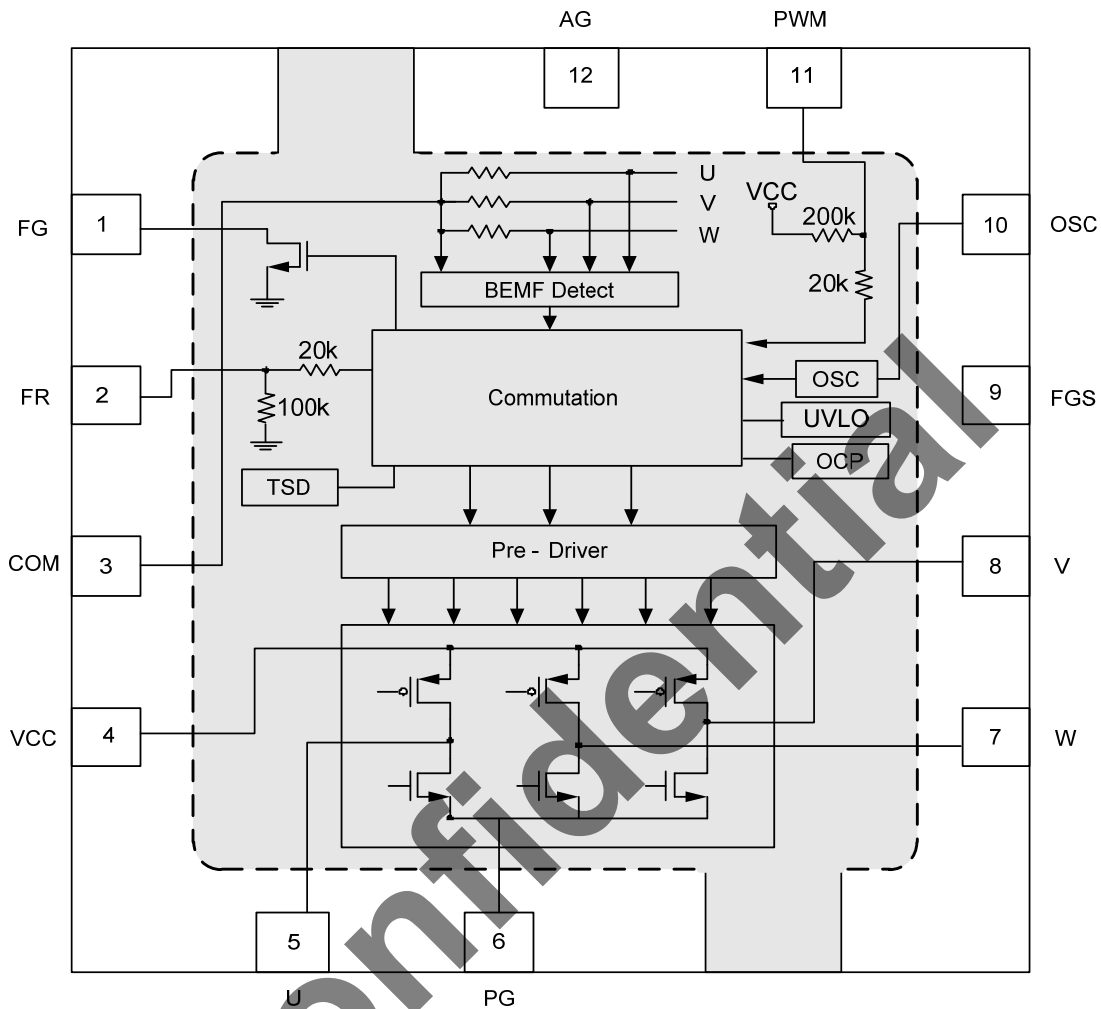 AG
PWM
12
11
U
V
W
VCC
200k
20k
FG
1
10
OSC
BEMF Detect
20k
FR
2
100k
Commutation
OSC
9
FGS
UVLO
OCP
TSD
Pre - Driver
COM
3
8
V
VCC
4
7
W
5
6
U
PG
onfidential